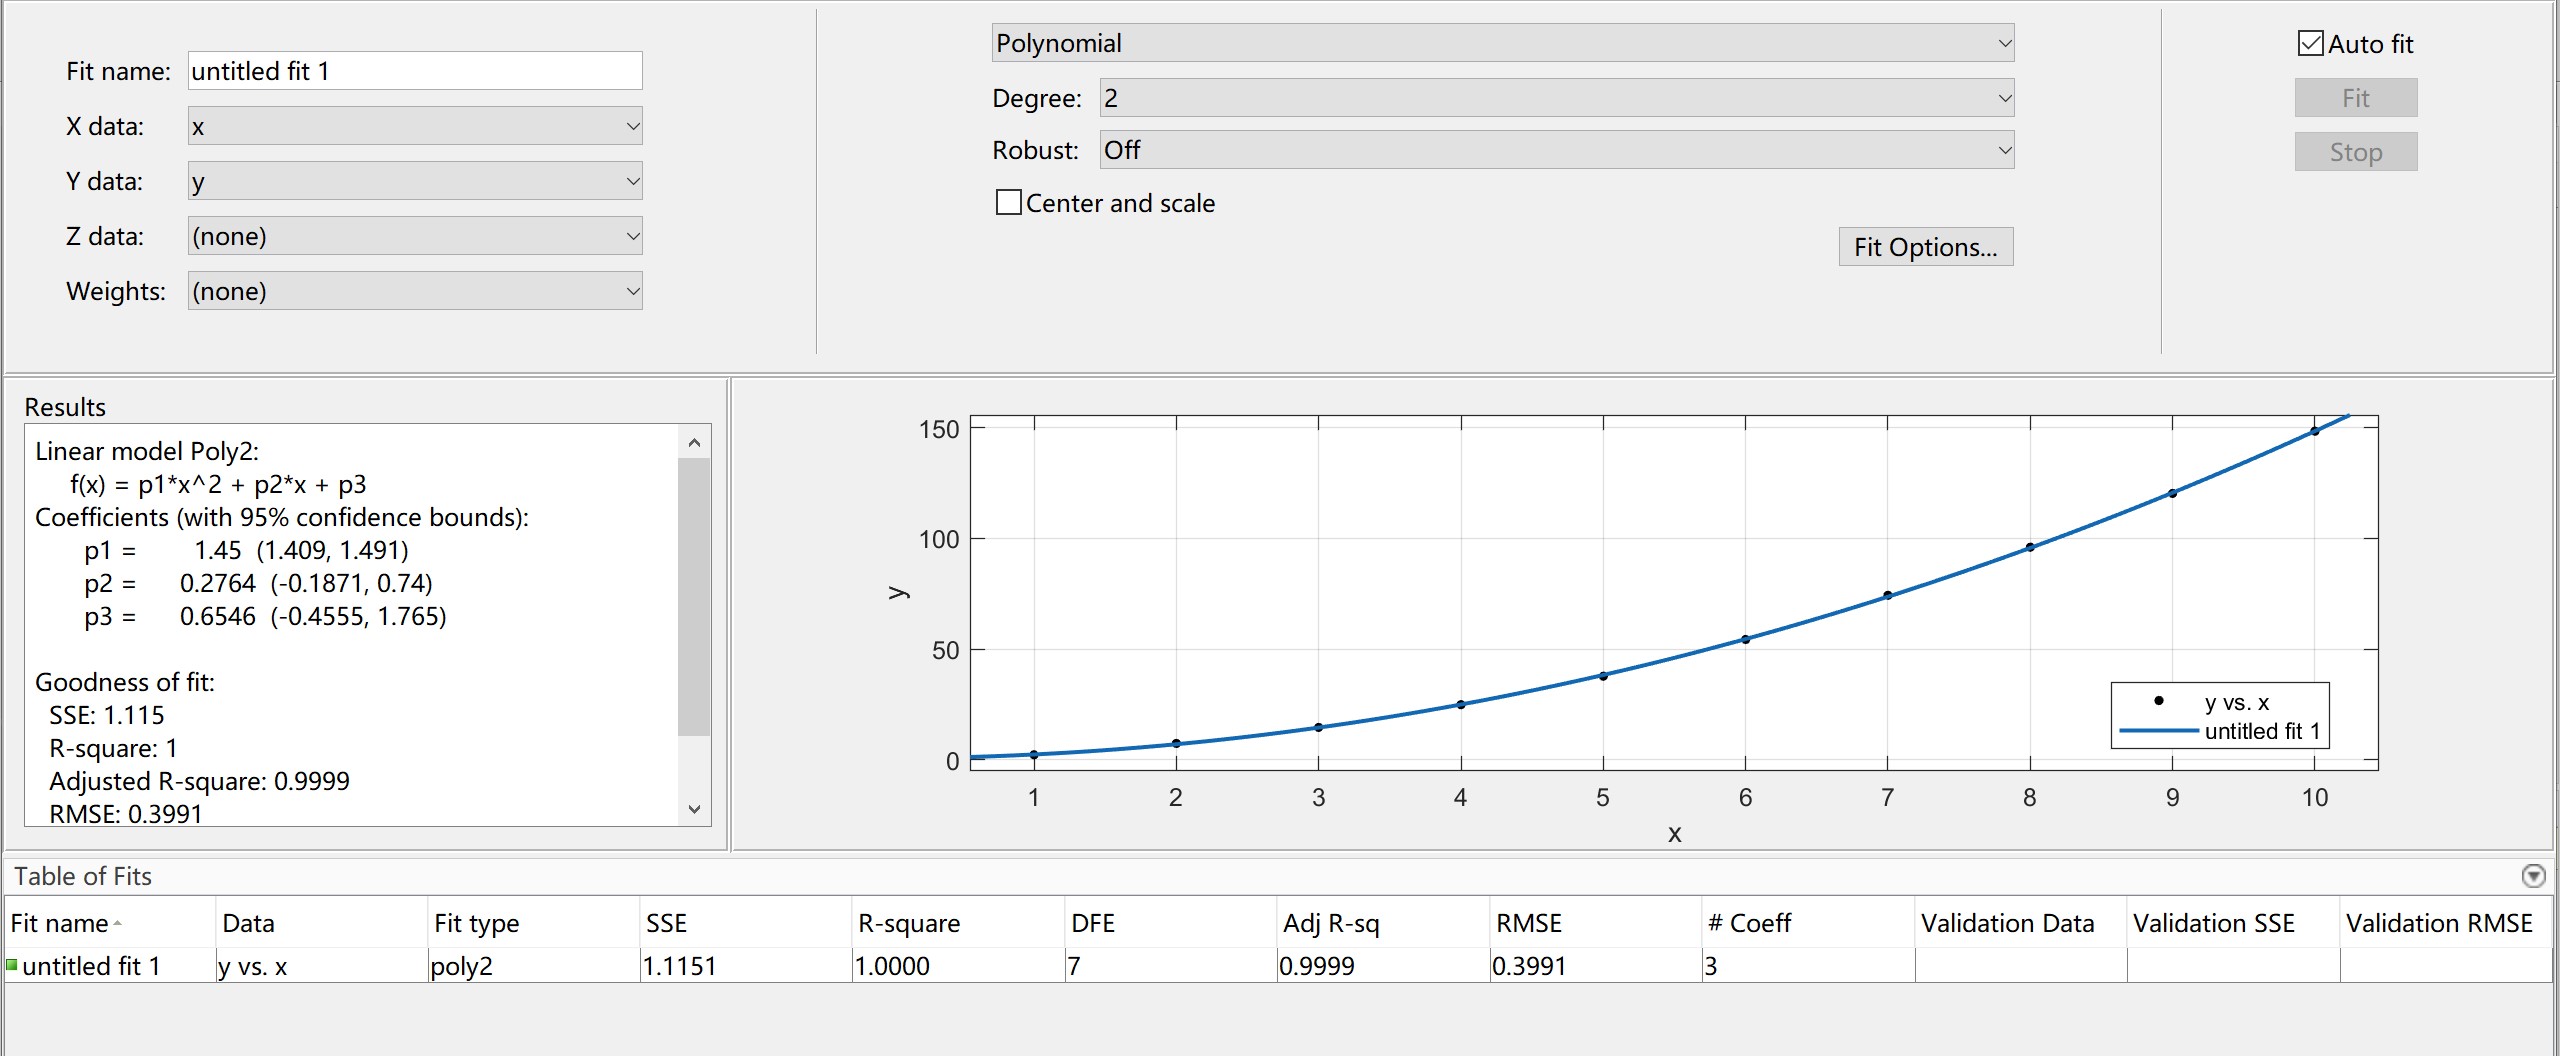 Fit name: untitled fit 1
X data: x
Y data: y
Z data: (none)
Weights: (none)
Polynomial
Degree: 2
Robust: Off
Center and scale
Fit Options...
Auto fit
Fit
Stop
Results
Linear model Poly2:
f(x) = p1*x^2 + p2*x + p3
Coefficients (with 95% confidence bounds):
p1 = 1.45 (1.409, 1.491)
p2 = 0.2764 (-0.1871, 0.74)
p3 = 0.6546 (-0.4555, 1.765)
Goodness of fit:
SSE: 1.115
R-square: 1
Adjusted R-square: 0.9999
RMSE: 0.3991
150
100
50
0
y
1 2 3 4 5 6 7 8 9 10
x
y vs. x
untitled fit 1
Table of Fits
Fit name Data Fit type SSE R-square DFE Adj R-sq RMSE # Coeff Validation Data Validation SSE Validation RMSE
untitled fit 1 y vs. x poly2 1.1151 1.0000 7 0.9999 0.3991 3